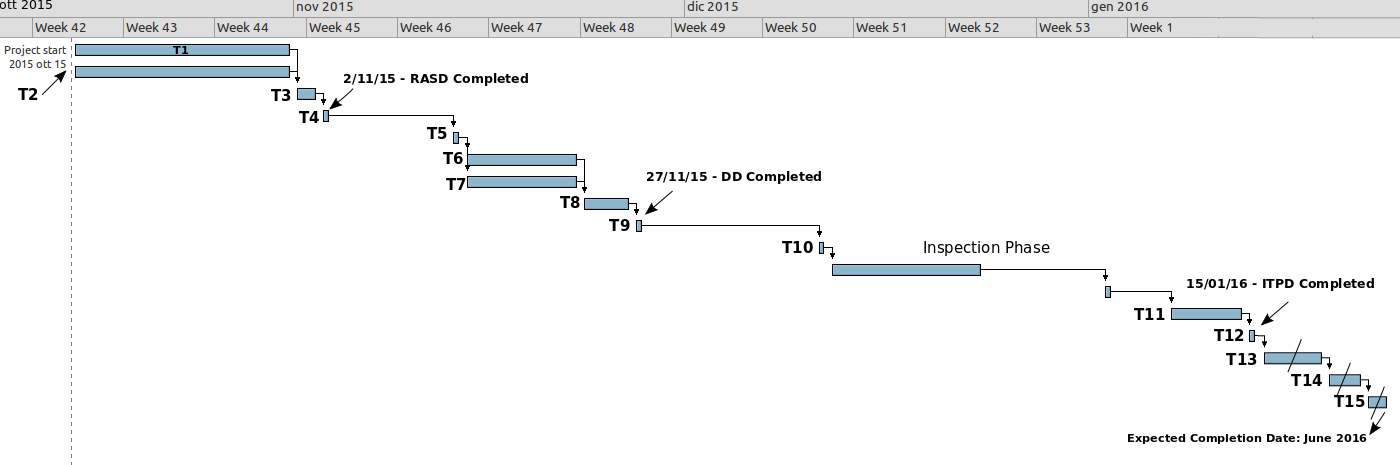 ott 2015 nov 2015 dic 2015 gen 2016
Week 42 Week 43 Week 44 Week 45 Week 46 Week 47 Week 48 Week 49 Week 50 Week 51 Week 52 Week 53 Week 1
Project start
2015 ott 15
T1
T2
2/11/15 - RASD Completed
T3
T4
T5
T6
T7
27/11/15 - DD Completed
T8
T9
T10
Inspection Phase
15/01/16 - ITPD Completed
T11
T12
T13
T14
T15
Expected Completion Date: June 2016